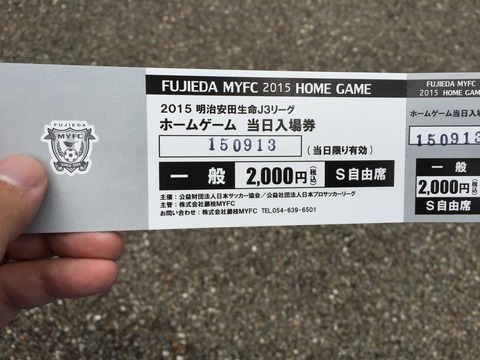 FUJIEDA
MYFC
FUJIEDA MYFC 2015 HOME GAME
2015 明治安田生命J3リーグ
ホームゲーム 当日入場券
150913 (当日限り有効)
一般 2,000円(税込) S自由席
主催:公益財団法人日本サッカー協会/公益社団法人日本プロサッカーリーグ
主管:株式会社藤枝MYFC
お問い合わせ:株式会社藤枝MYFC TEL.054-639-6501
FUJIEDA MYFC
2015 HOME GAME
ホームゲーム当日入場券
150913
一般
2,000円(税込)
S自由席